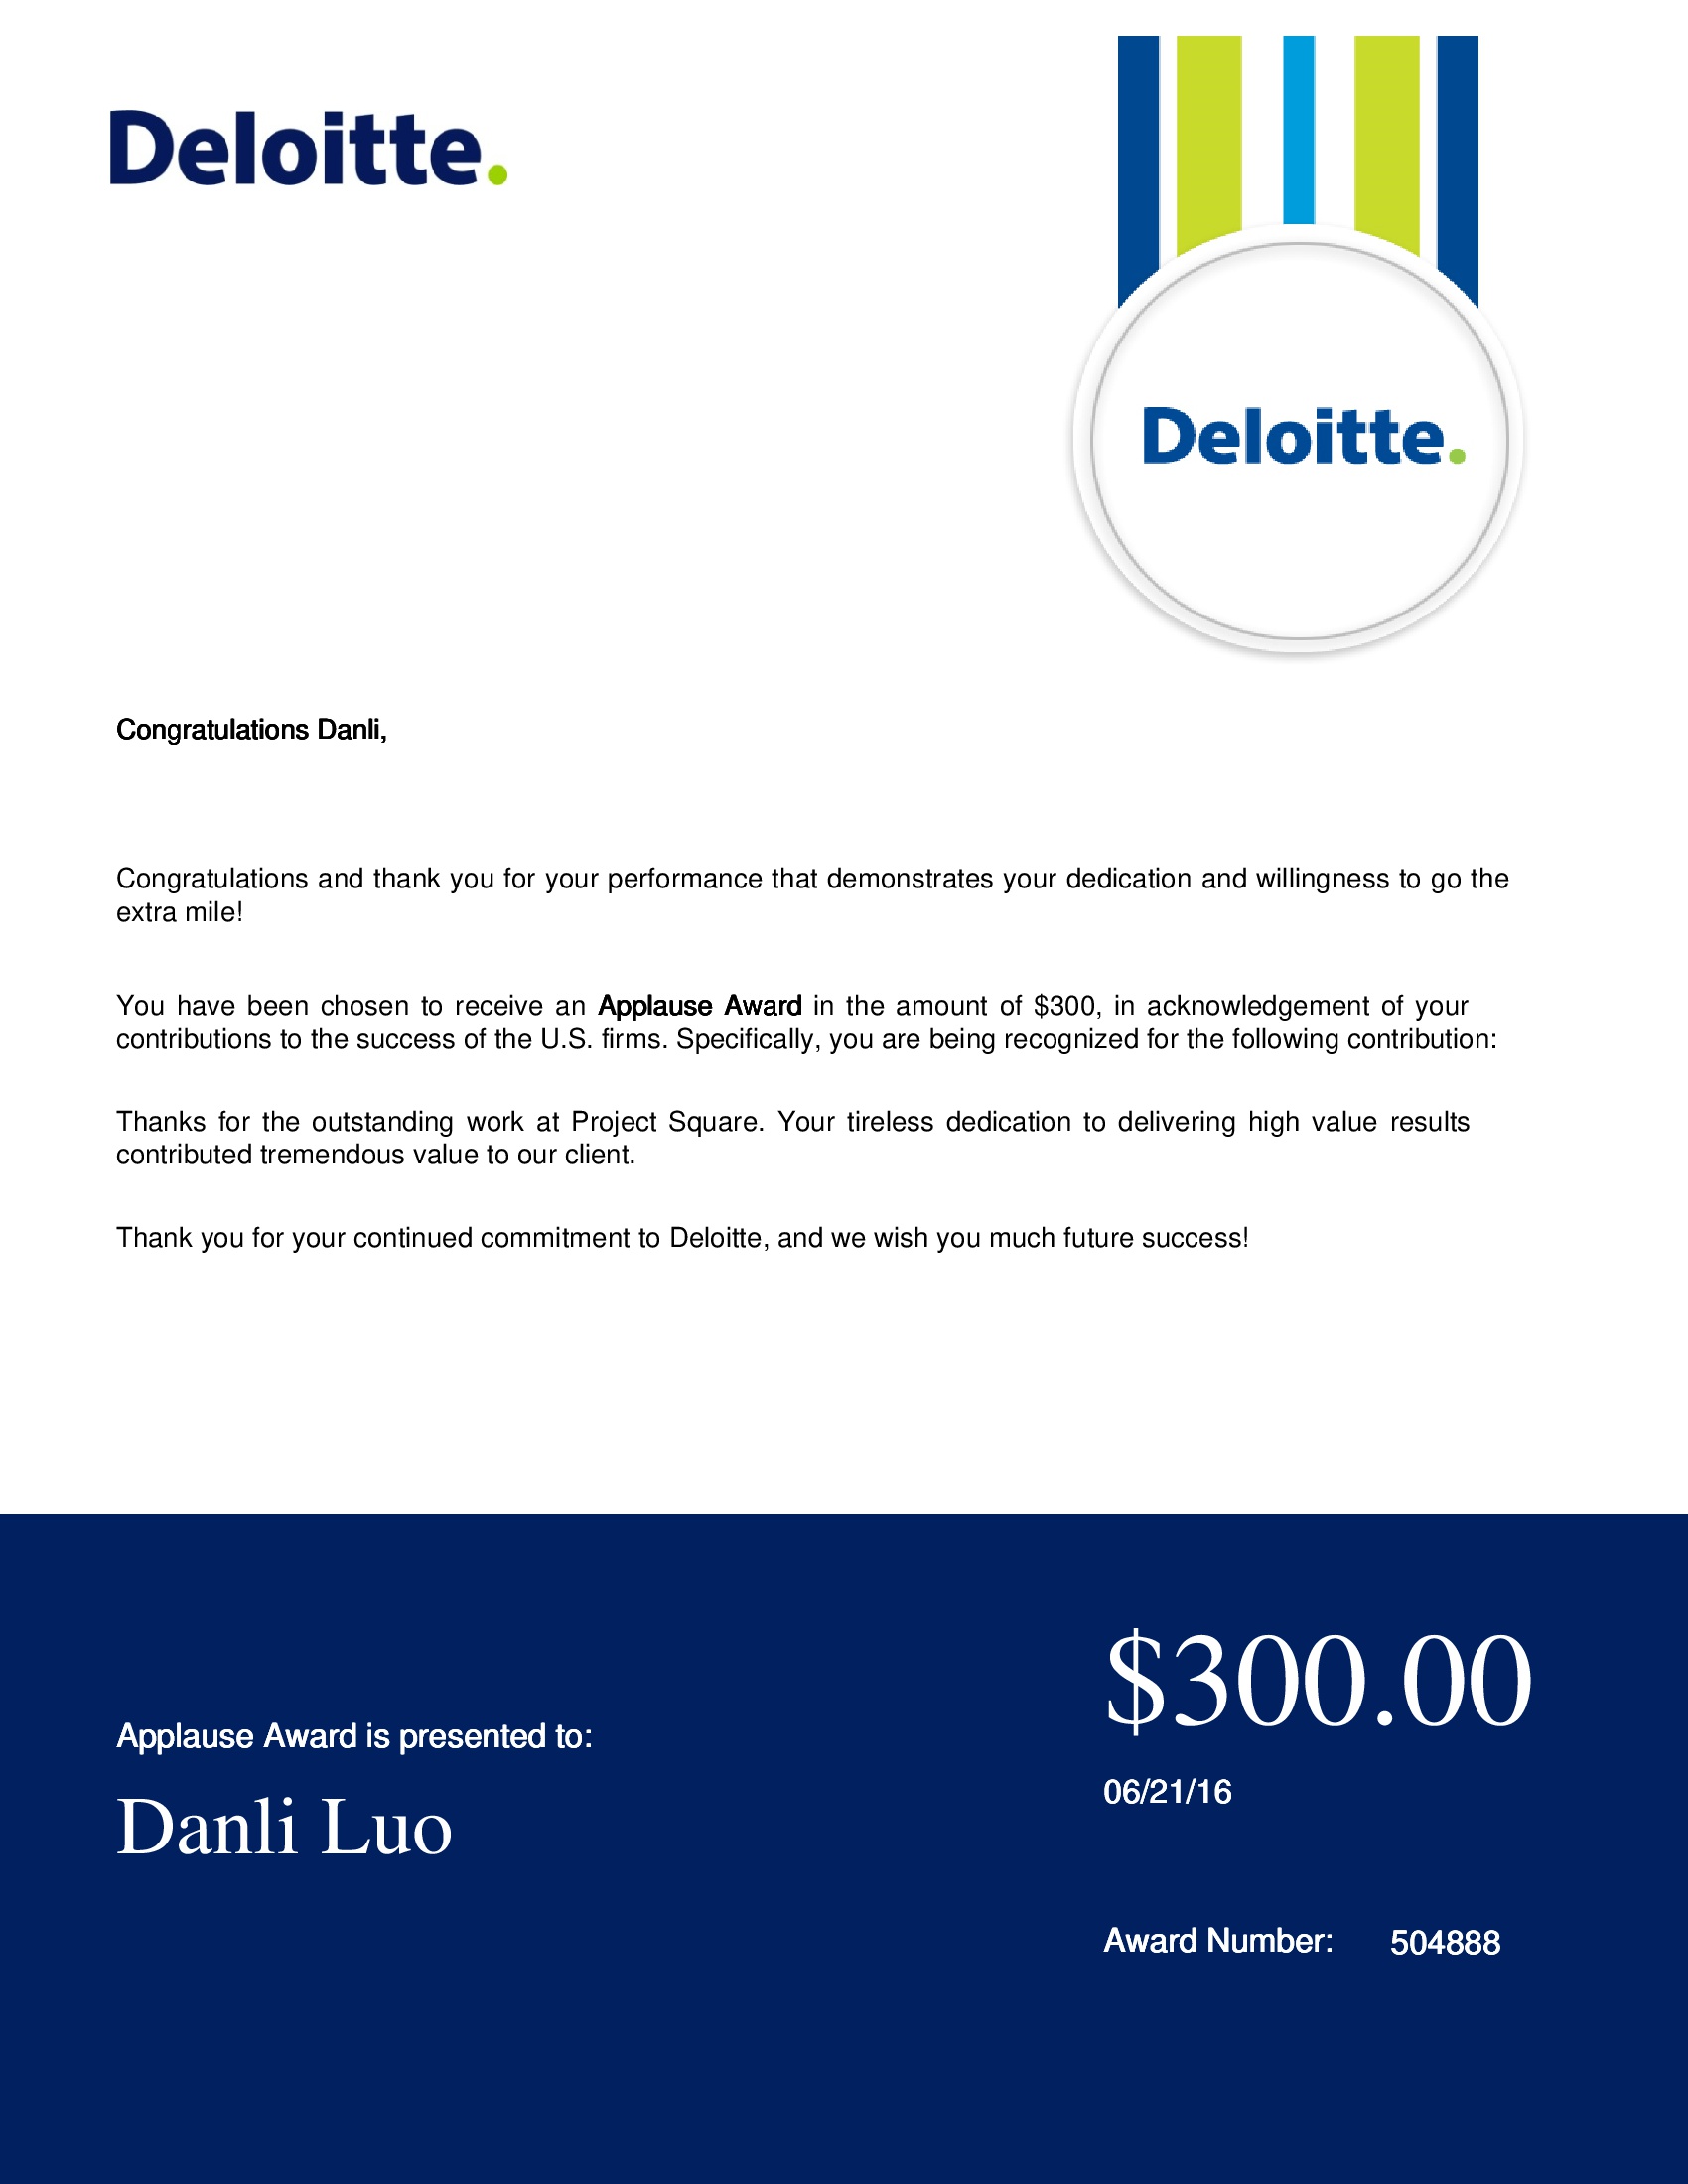 Deloitte.
Deloitte.
Congratulations Danli,
Congratulations and thank you for your performance that demonstrates your dedication and willingness to go the
extra mile!
You have been chosen to receive an Applause Award in the amount of $300, in acknowledgement of your
contributions to the success of the U.S. firms. Specifically, you are being recognized for the following contribution:
Thanks for the outstanding work at Project Square. Your tireless dedication to delivering high value results
contributed tremendous value to our client.
Thank you for your continued commitment to Deloitte, and we wish you much future success!
$300.00
Applause Award is presented to:
06/21/16
Danli Luo
Award Number: 504888